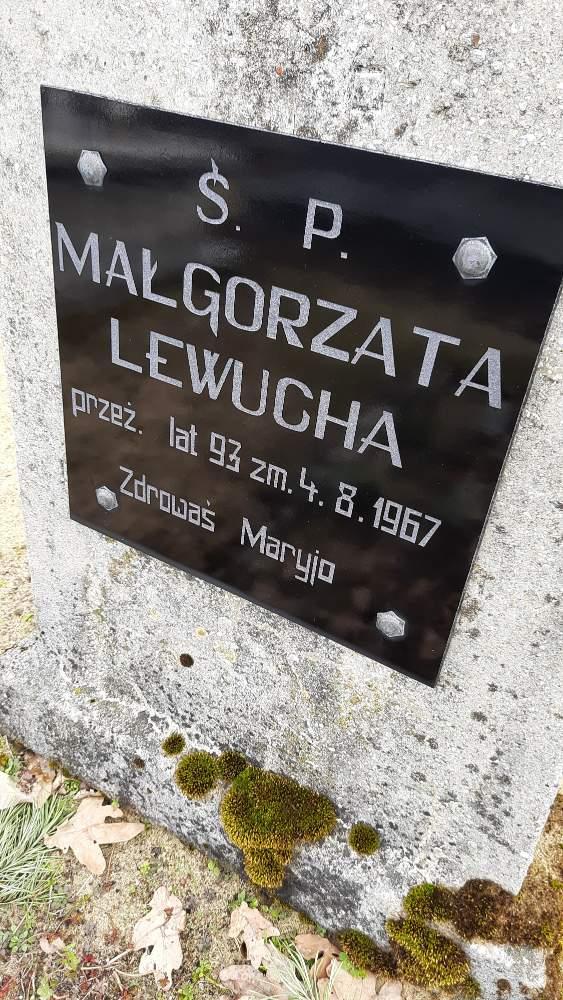 Ś. P.
MAŁGORZATA
LEWUCHA
przeż. lat 93 zm. 4. 8. 1967
Zdrowaś Maryjo